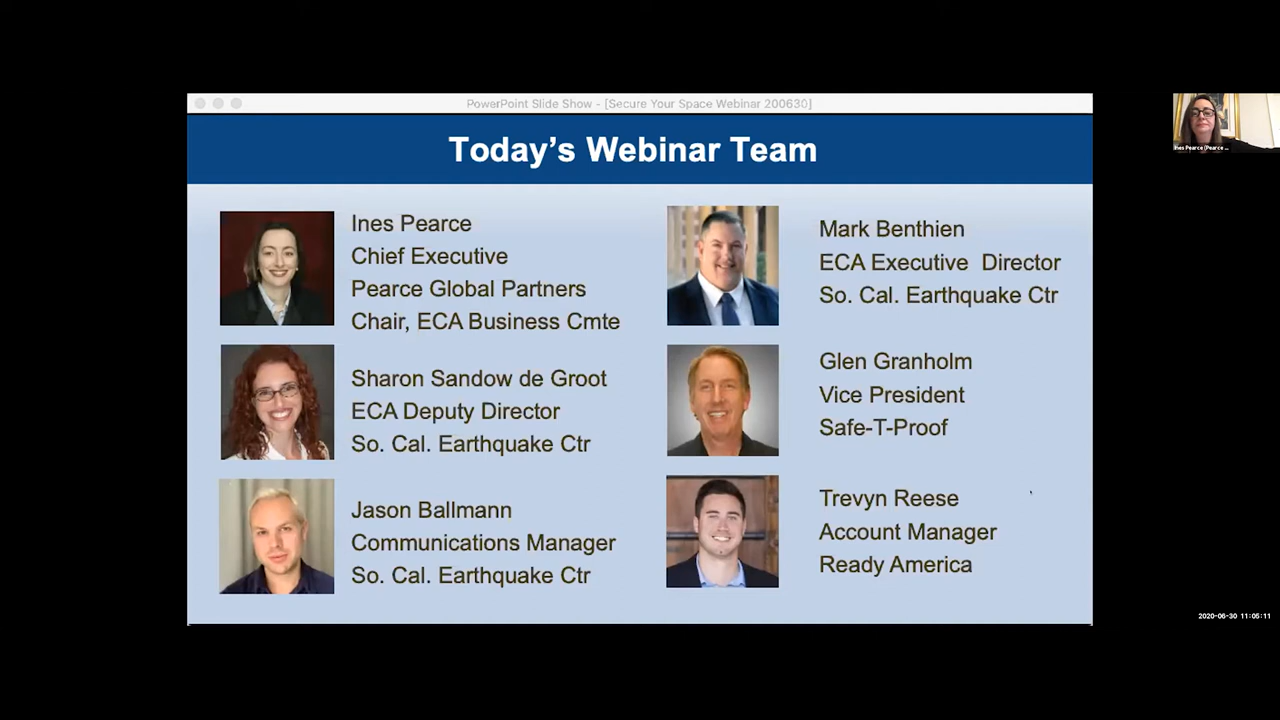 PowerPoint Slide Show - [Secure Your Space Webinar 200630]
Today's Webinar Team
Ines Pearce
Chief Executive
Pearce Global Partners
Chair, ECA Business Cmte
Sharon Sandow de Groot
ECA Deputy Director
So. Cal. Earthquake Ctr
Jason Ballmann
Communications Manager
So. Cal. Earthquake Ctr
Mark Benthien
ECA Executive Director
So. Cal. Earthquake Ctr
Glen Granholm
Vice President
Safe-T-Proof
Trevyn Reese
Account Manager
Ready America
Ines Pearce (Pearce ...
2020-06-30 11:05:11